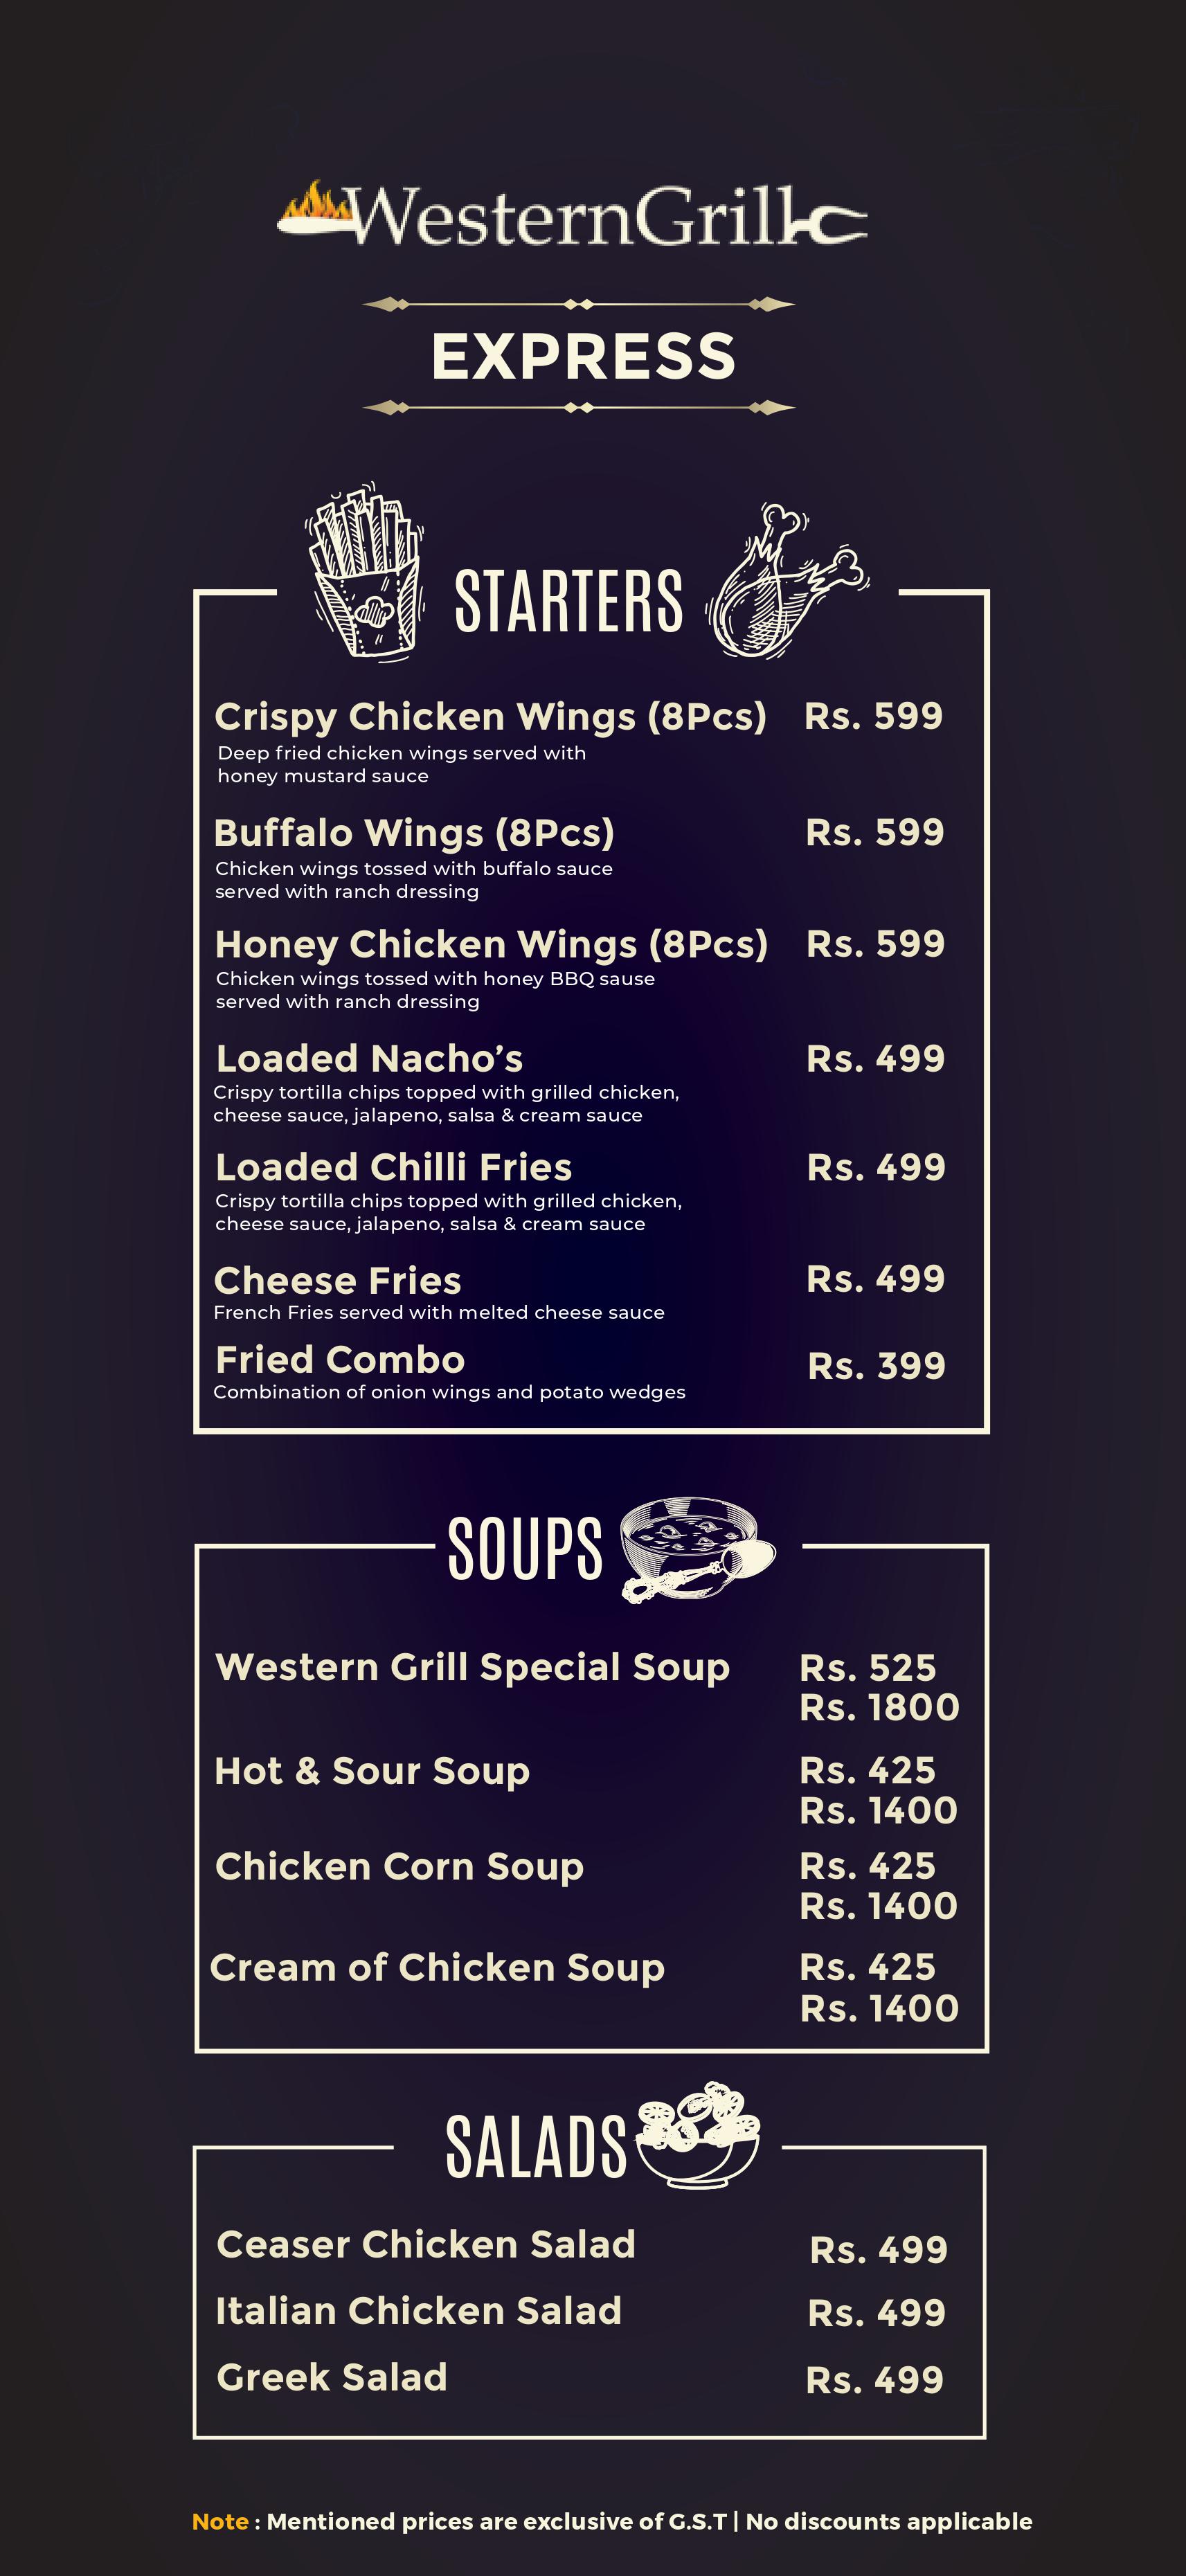 WesternGrill
EXPRESS
STARTERS
Crispy Chicken Wings (8Pcs) Rs. 599
Deep fried chicken wings served with
honey mustard sauce
Buffalo Wings (8Pcs) Rs. 599
Chicken wings tossed with buffalo sauce
served with ranch dressing
Honey Chicken Wings (8Pcs) Rs. 599
Chicken wings tossed with honey BBQ sause
served with ranch dressing
Loaded Nacho’s Rs. 499
Crispy tortilla chips topped with grilled chicken,
cheese sauce, jalapeno, salsa & cream sauce
Loaded Chilli Fries Rs. 499
Crispy tortilla chips topped with grilled chicken,
cheese sauce, jalapeno, salsa & cream sauce
Cheese Fries Rs. 499
French Fries served with melted cheese sauce
Fried Combo Rs. 399
Combination of onion wings and potato wedges
SOUPS
Western Grill Special Soup Rs. 525
Rs. 1800
Hot & Sour Soup Rs. 425
Rs. 1400
Chicken Corn Soup Rs. 425
Rs. 1400
Cream of Chicken Soup Rs. 425
Rs. 1400
SALADS
Ceaser Chicken Salad Rs. 499
Italian Chicken Salad Rs. 499
Greek Salad Rs. 499
Note : Mentioned prices are exclusive of G.S.T | No discounts applicable